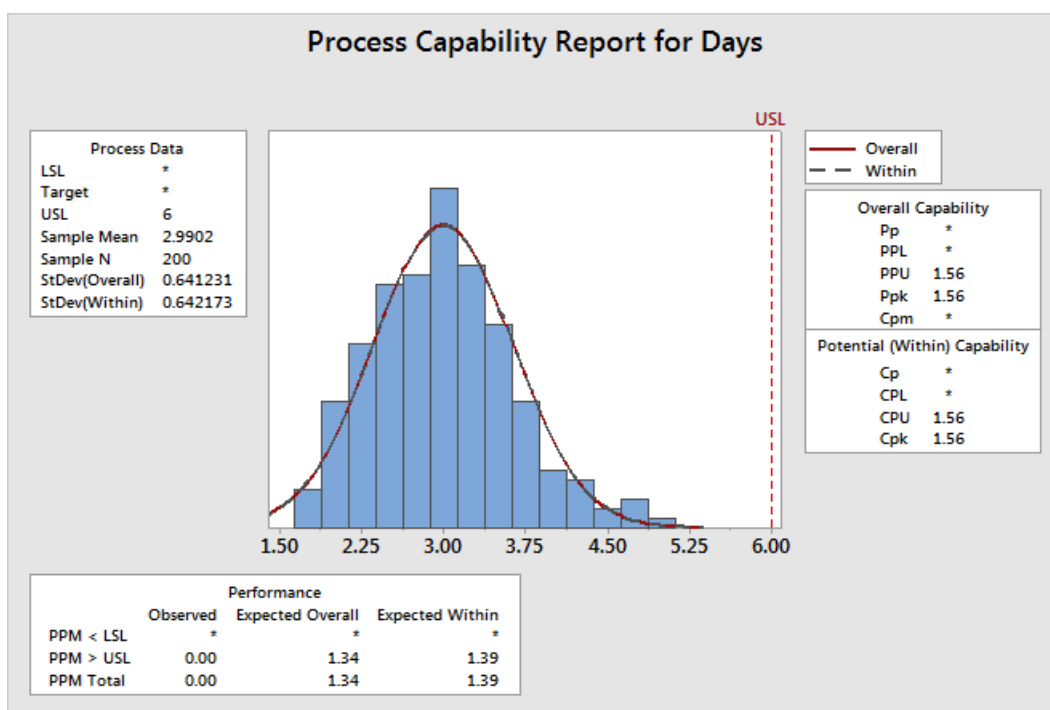 Process Capability Report for Days
USL
Process Data
LSL *
Target *
USL 6
Sample Mean 2.9902
Sample N 200
StDev(Overall) 0.641231
StDev(Within) 0.642173
Overall
Within
Overall Capability
Pp *
PPL *
PPU 1.56
Ppk 1.56
Cpm *
Potential (Within) Capability
Cp *
CPL *
CPU 1.56
Cpk 1.56
1.50 2.25 3.00 3.75 4.50 5.25 6.00
Performance
Observed Expected Overall Expected Within
PPM < LSL * * *
PPM > USL 0.00 1.34 1.39
PPM Total 0.00 1.34 1.39